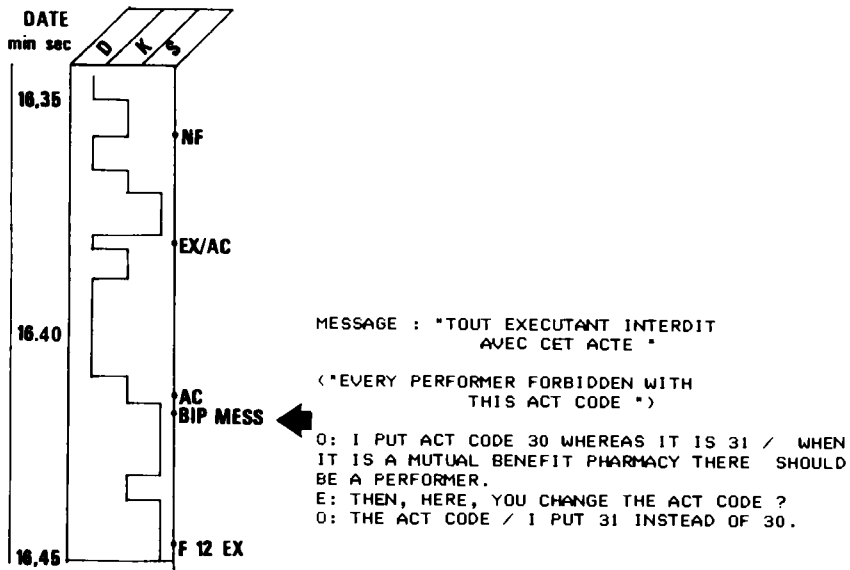 DATE
min sec
D K S
16,35
NF
EX/AC
16.40
AC
BIP MESS
F 12 EX
16,45
MESSAGE : "TOUT EXECUTANT INTERDIT
AVEC CET ACTE "
("EVERY PERFORMER FORBIDDEN WITH
THIS ACT CODE ")
O: I PUT ACT CODE 30 WHEREAS IT IS 31 / WHEN
IT IS A MUTUAL BENEFIT PHARMACY THERE SHOULD
BE A PERFORMER.
E: THEN, HERE, YOU CHANGE THE ACT CODE ?
O: THE ACT CODE / I PUT 31 INSTEAD OF 30.